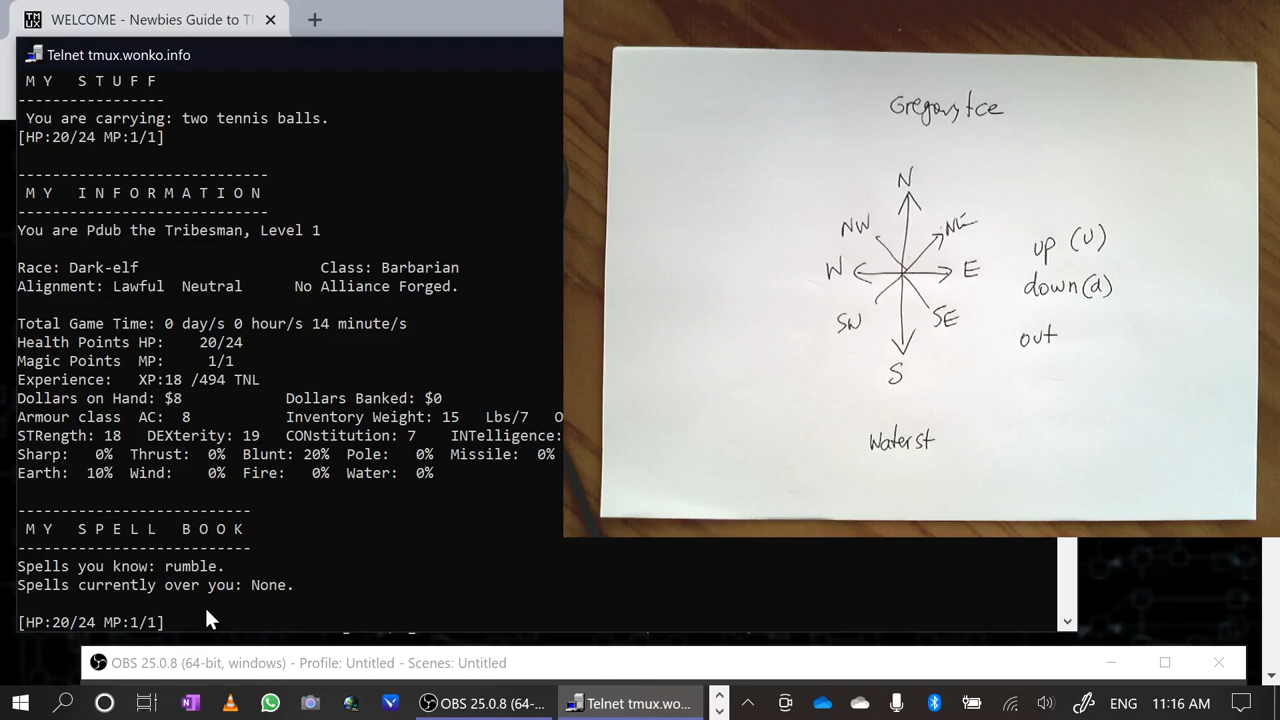 WELCOME - Newbies Guide to TM
Telnet tmux.wonko.info
M Y S T U F F
-----------------
You are carrying: two tennis balls.
[HP:20/24 MP:1/1]
-----------------------------
M Y I N F O R M A T I O N
-----------------------------
You are Pdub the Tribesman, Level 1
Race: Dark-elf Class: Barbarian
Alignment: Lawful Neutral No Alliance Forged.
Total Game Time: 0 day/s 0 hour/s 14 minute/s
Health Points HP: 20/24
Magic Points MP: 1/1
Experience: XP:18 /494 TNL
Dollars on Hand: $8 Dollars Banked: $0
Armour class AC: 8 Inventory Weight: 15 Lbs/7 O
STRength: 18 DEXterity: 19 CONstitution: 7 INTelligence:
Sharp: 0% Thrust: 0% Blunt: 20% Pole: 0% Missile: 0%
Earth: 10% Wind: 0% Fire: 0% Water: 0%
---------------------------
M Y S P E L L B O O K
---------------------------
Spells you know: rumble.
Spells currently over you: None.
[HP:20/24 MP:1/1]
N
NW NE
W E
SW SE
S
up (u)
down(d)
out
Water st
OBS 25.0.8 (64-bit, windows) - Profile: Untitled - Scenes: Untitled
OBS 25.0.8 (64-...
Telnet tmux.wo...
11:16 AM